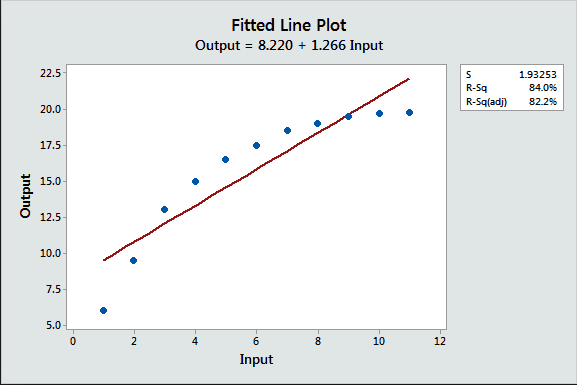 Fitted Line Plot
Output = 8.220 + 1.266 Input
S 1.93253
R-Sq 84.0%
R-Sq(adj) 82.2%
22.5
20.0
17.5
15.0
12.5
10.0
7.5
5.0
Output
0 2 4 6 8 10 12
Input